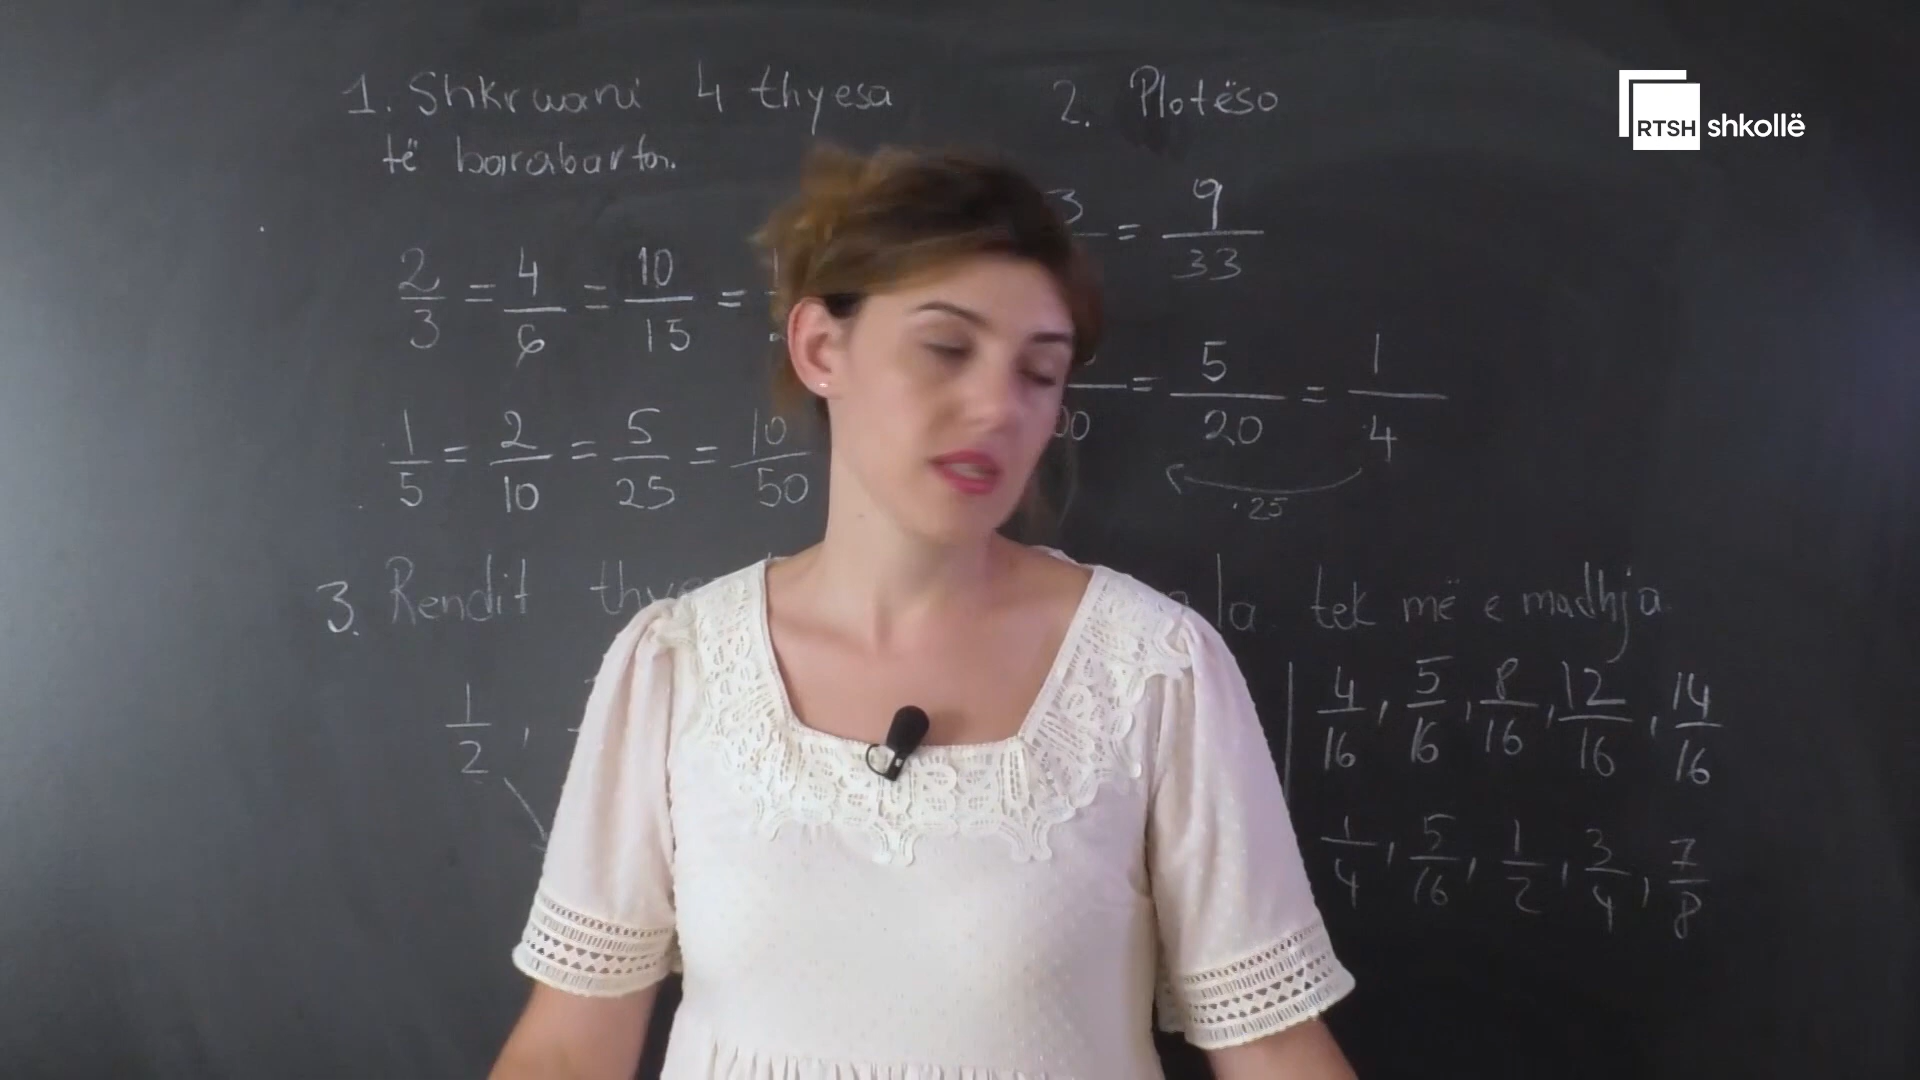 RTSH shkollë
1. Shkruani 4 thyesa
të barabarta.
2/3 = 4/6 = 10/15 =
1/5 = 2/10 = 5/25 = 10/50
2. Plotëso
3 = 9/33
= 5/20 = 1/4
·25
3. Rendit tek më e madhja
1/2 ,
4/16 , 5/16 , 8/16 , 12/16 , 14/16
1/4 , 5/16 , 1/2 , 3/4 , 7/8